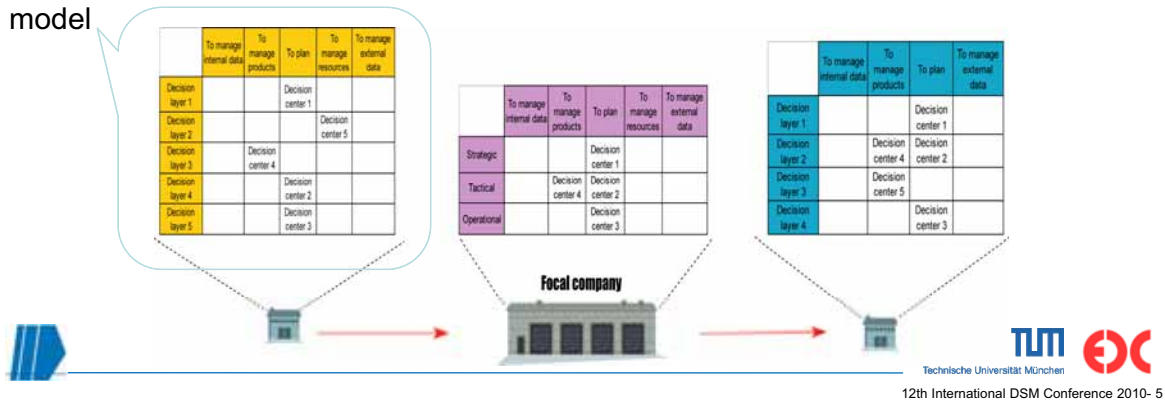 model
To manage internal data | To manage products | To plan | To manage resources | To manage external data
Decision layer 1 | Decision center 1
Decision layer 2 | Decision center 5
Decision layer 3 | Decision center 4
Decision layer 4 | Decision center 2
Decision layer 5 | Decision center 3
To manage internal data | To manage products | To plan | To manage resources | To manage external data
Strategic | Decision center 1
Tactical | Decision center 4 | Decision center 2
Operational | Decision center 3
To manage internal data | To manage products | To plan | To manage external data
Decision layer 1 | Decision center 1
Decision layer 2 | Decision center 4 | Decision center 2
Decision layer 3 | Decision center 5
Decision layer 4 | Decision center 3
Focal company
TUM
Technische Universität München
12th International DSM Conference 2010- 5